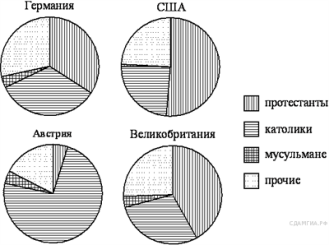 Германия
США
Австрия
Великобритания
протестанты
католики
мусульмане
прочие
СДАМГИА.РФ